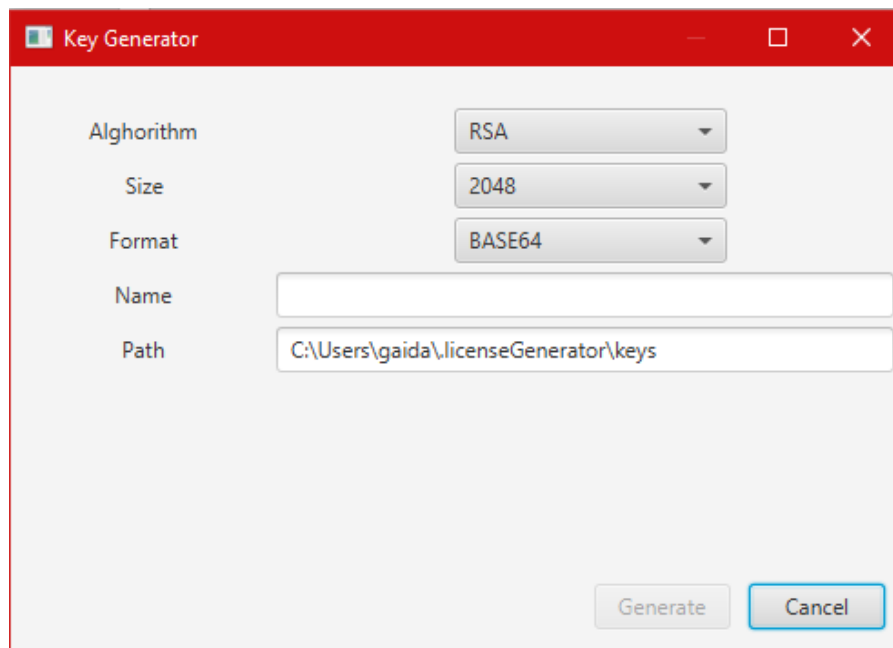 Key Generator
Alghorithm RSA
Size 2048
Format BASE64
Name
Path C:\Users\gaida\.licenseGenerator\keys
Generate Cancel